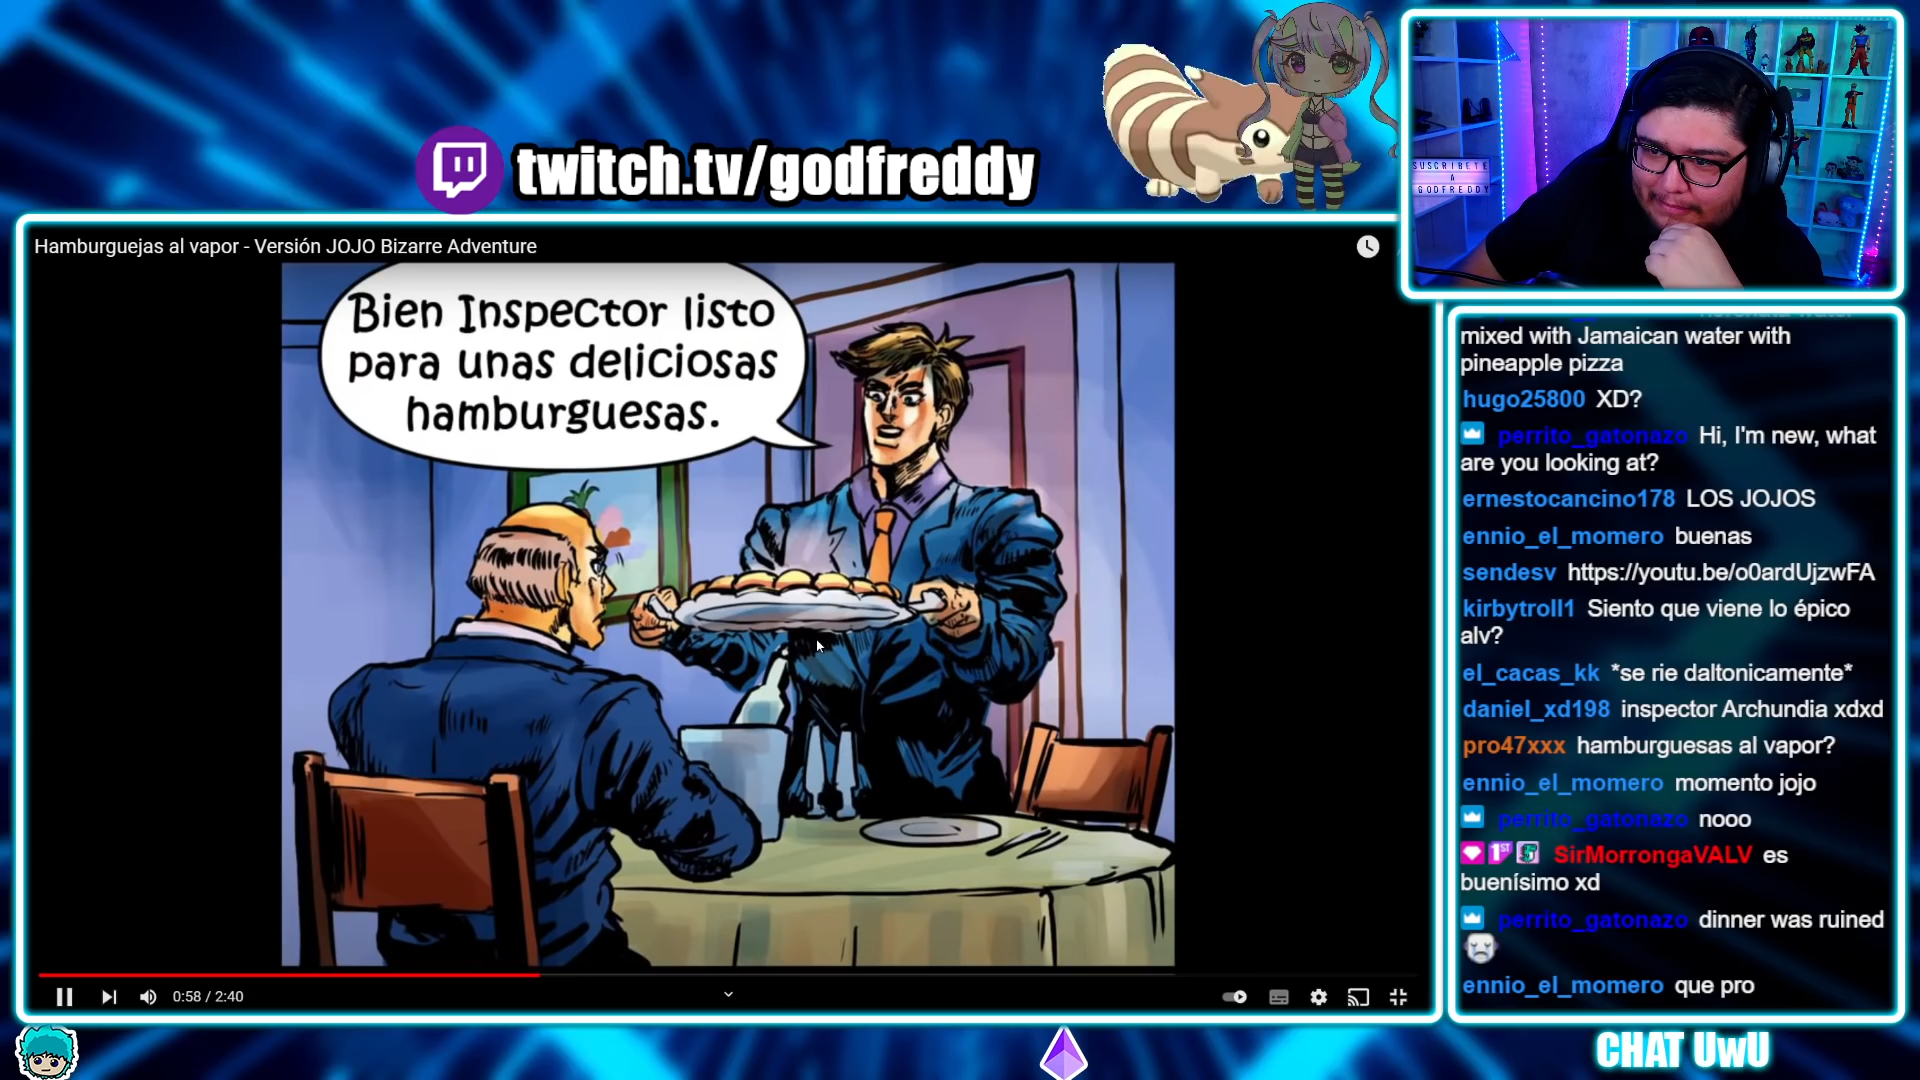 twitch.tv/godfreddy
SUSCRIBETE
A
GODFREDDY
Hamburguejas al vapor - Versión JOJO Bizarre Adventure
Bien Inspector listo
para unas deliciosas
hamburguesas.
0:58 / 2:40
mixed with Jamaican water with
pineapple pizza
hugo25800 XD?
perrito_gatonazo Hi, I'm new, what
are you looking at?
ernestocancino178 LOS JOJOS
ennio_el_momero buenas
sendesv https://youtu.be/o0ardUjzwFA
kirbytroll1 Siento que viene lo épico
alv?
el_cacas_kk *se rie daltonicamente*
daniel_xd198 inspector Archundia xdxd
pro47xxx hamburguesas al vapor?
ennio_el_momero momento jojo
perrito_gatonazo nooo
1ST SirMorrongaVALV es
buenísimo xd
perrito_gatonazo dinner was ruined
ennio_el_momero que pro
CHAT UwU